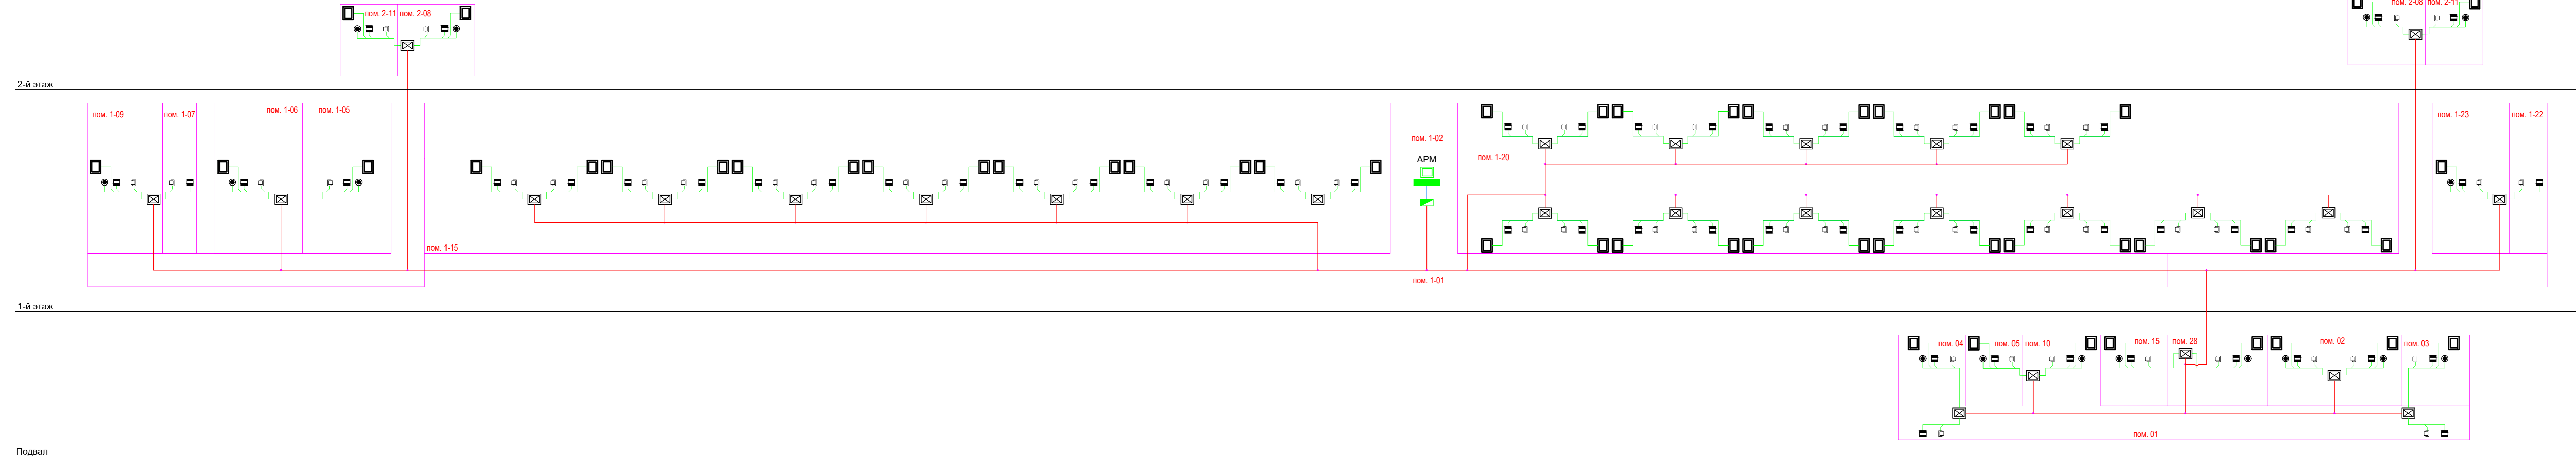 пом. 2-11 пом. 2-08
пом. 2-08 пом. 2-11
2-й этаж
пом. 1-09 пом. 1-07 пом. 1-06 пом. 1-05
пом. 1-23 пом. 1-22
пом. 1-02
АРМ
пом. 1-20
пом. 1-15
пом. 1-01
1-й этаж
пом. 04 пом. 05 пом. 10 пом. 15 пом. 28 пом. 02 пом. 03
пом. 01
Подвал